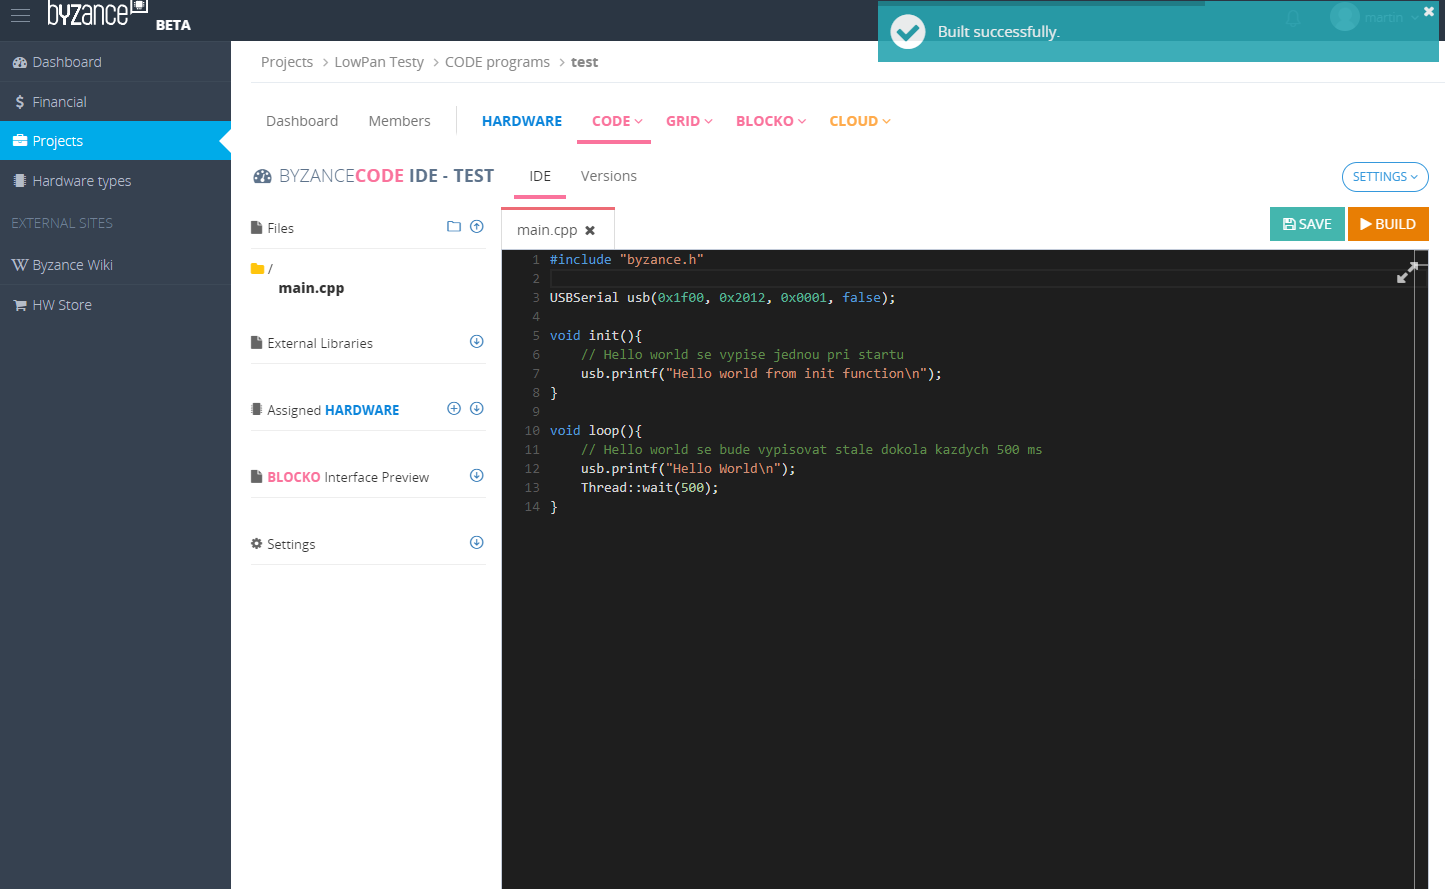 byzance BETA
Built successfully.
martin
Dashboard
Financial
Projects
Hardware types
EXTERNAL SITES
Byzance Wiki
HW Store
Projects > LowPan Testy > CODE programs > test
Dashboard Members HARDWARE CODE GRID BLOCKO CLOUD
BYZANCECODE IDE - TEST IDE Versions SETTINGS
Files
/
main.cpp
External Libraries
Assigned HARDWARE
BLOCKO Interface Preview
Settings
main.cpp SAVE BUILD
1 #include "byzance.h"
2
3 USBSerial usb(0x1f00, 0x2012, 0x0001, false);
4
5 void init(){
6 // Hello world se vypise jednou pri startu
7 usb.printf("Hello world from init function\n");
8 }
9
10 void loop(){
11 // Hello world se bude vypisovat stale dokola kazdych 500 ms
12 usb.printf("Hello World\n");
13 Thread::wait(500);
14 }